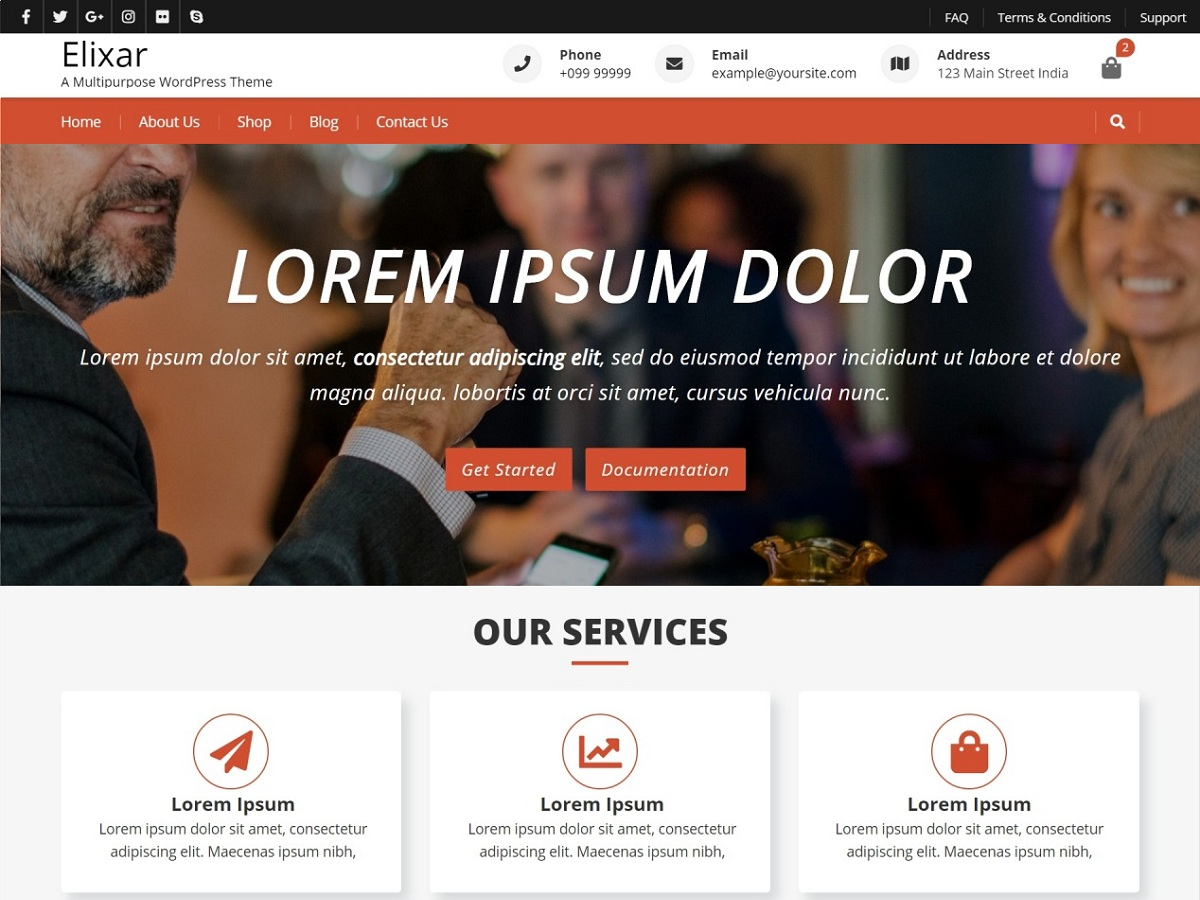 FAQ
Terms & Conditions
Support
Elixar
A Multipurpose WordPress Theme
Phone
+099 99999
Email
example@yoursite.com
Address
123 Main Street India
2
Home
About Us
Shop
Blog
Contact Us
LOREM IPSUM DOLOR
Lorem ipsum dolor sit amet, consectetur adipiscing elit, sed do eiusmod tempor incididunt ut labore et dolore
magna aliqua. lobortis at orci sit amet, cursus vehicula nunc.
Get Started
Documentation
OUR SERVICES
Lorem Ipsum
Lorem ipsum dolor sit amet, consectetur
adipiscing elit. Maecenas ipsum nibh,
Lorem Ipsum
Lorem ipsum dolor sit amet, consectetur
adipiscing elit. Maecenas ipsum nibh,
Lorem Ipsum
Lorem ipsum dolor sit amet, consectetur
adipiscing elit. Maecenas ipsum nibh,